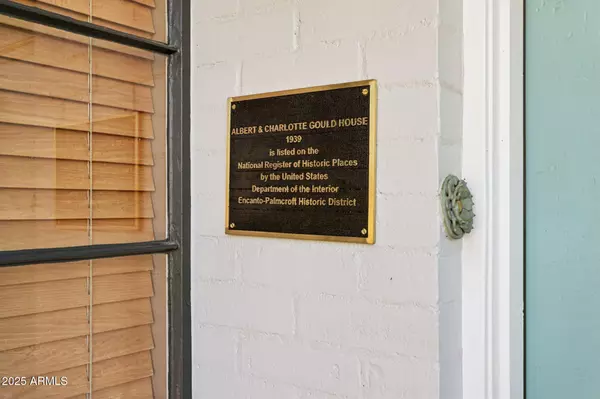 ALBERT & CHARLOTTE GOULD HOUSE
1939
is listed on the
National Register of Historic Places
by the United States
Department of the Interior
Encanto-Palmcroft Historic District
2025 ARMLS